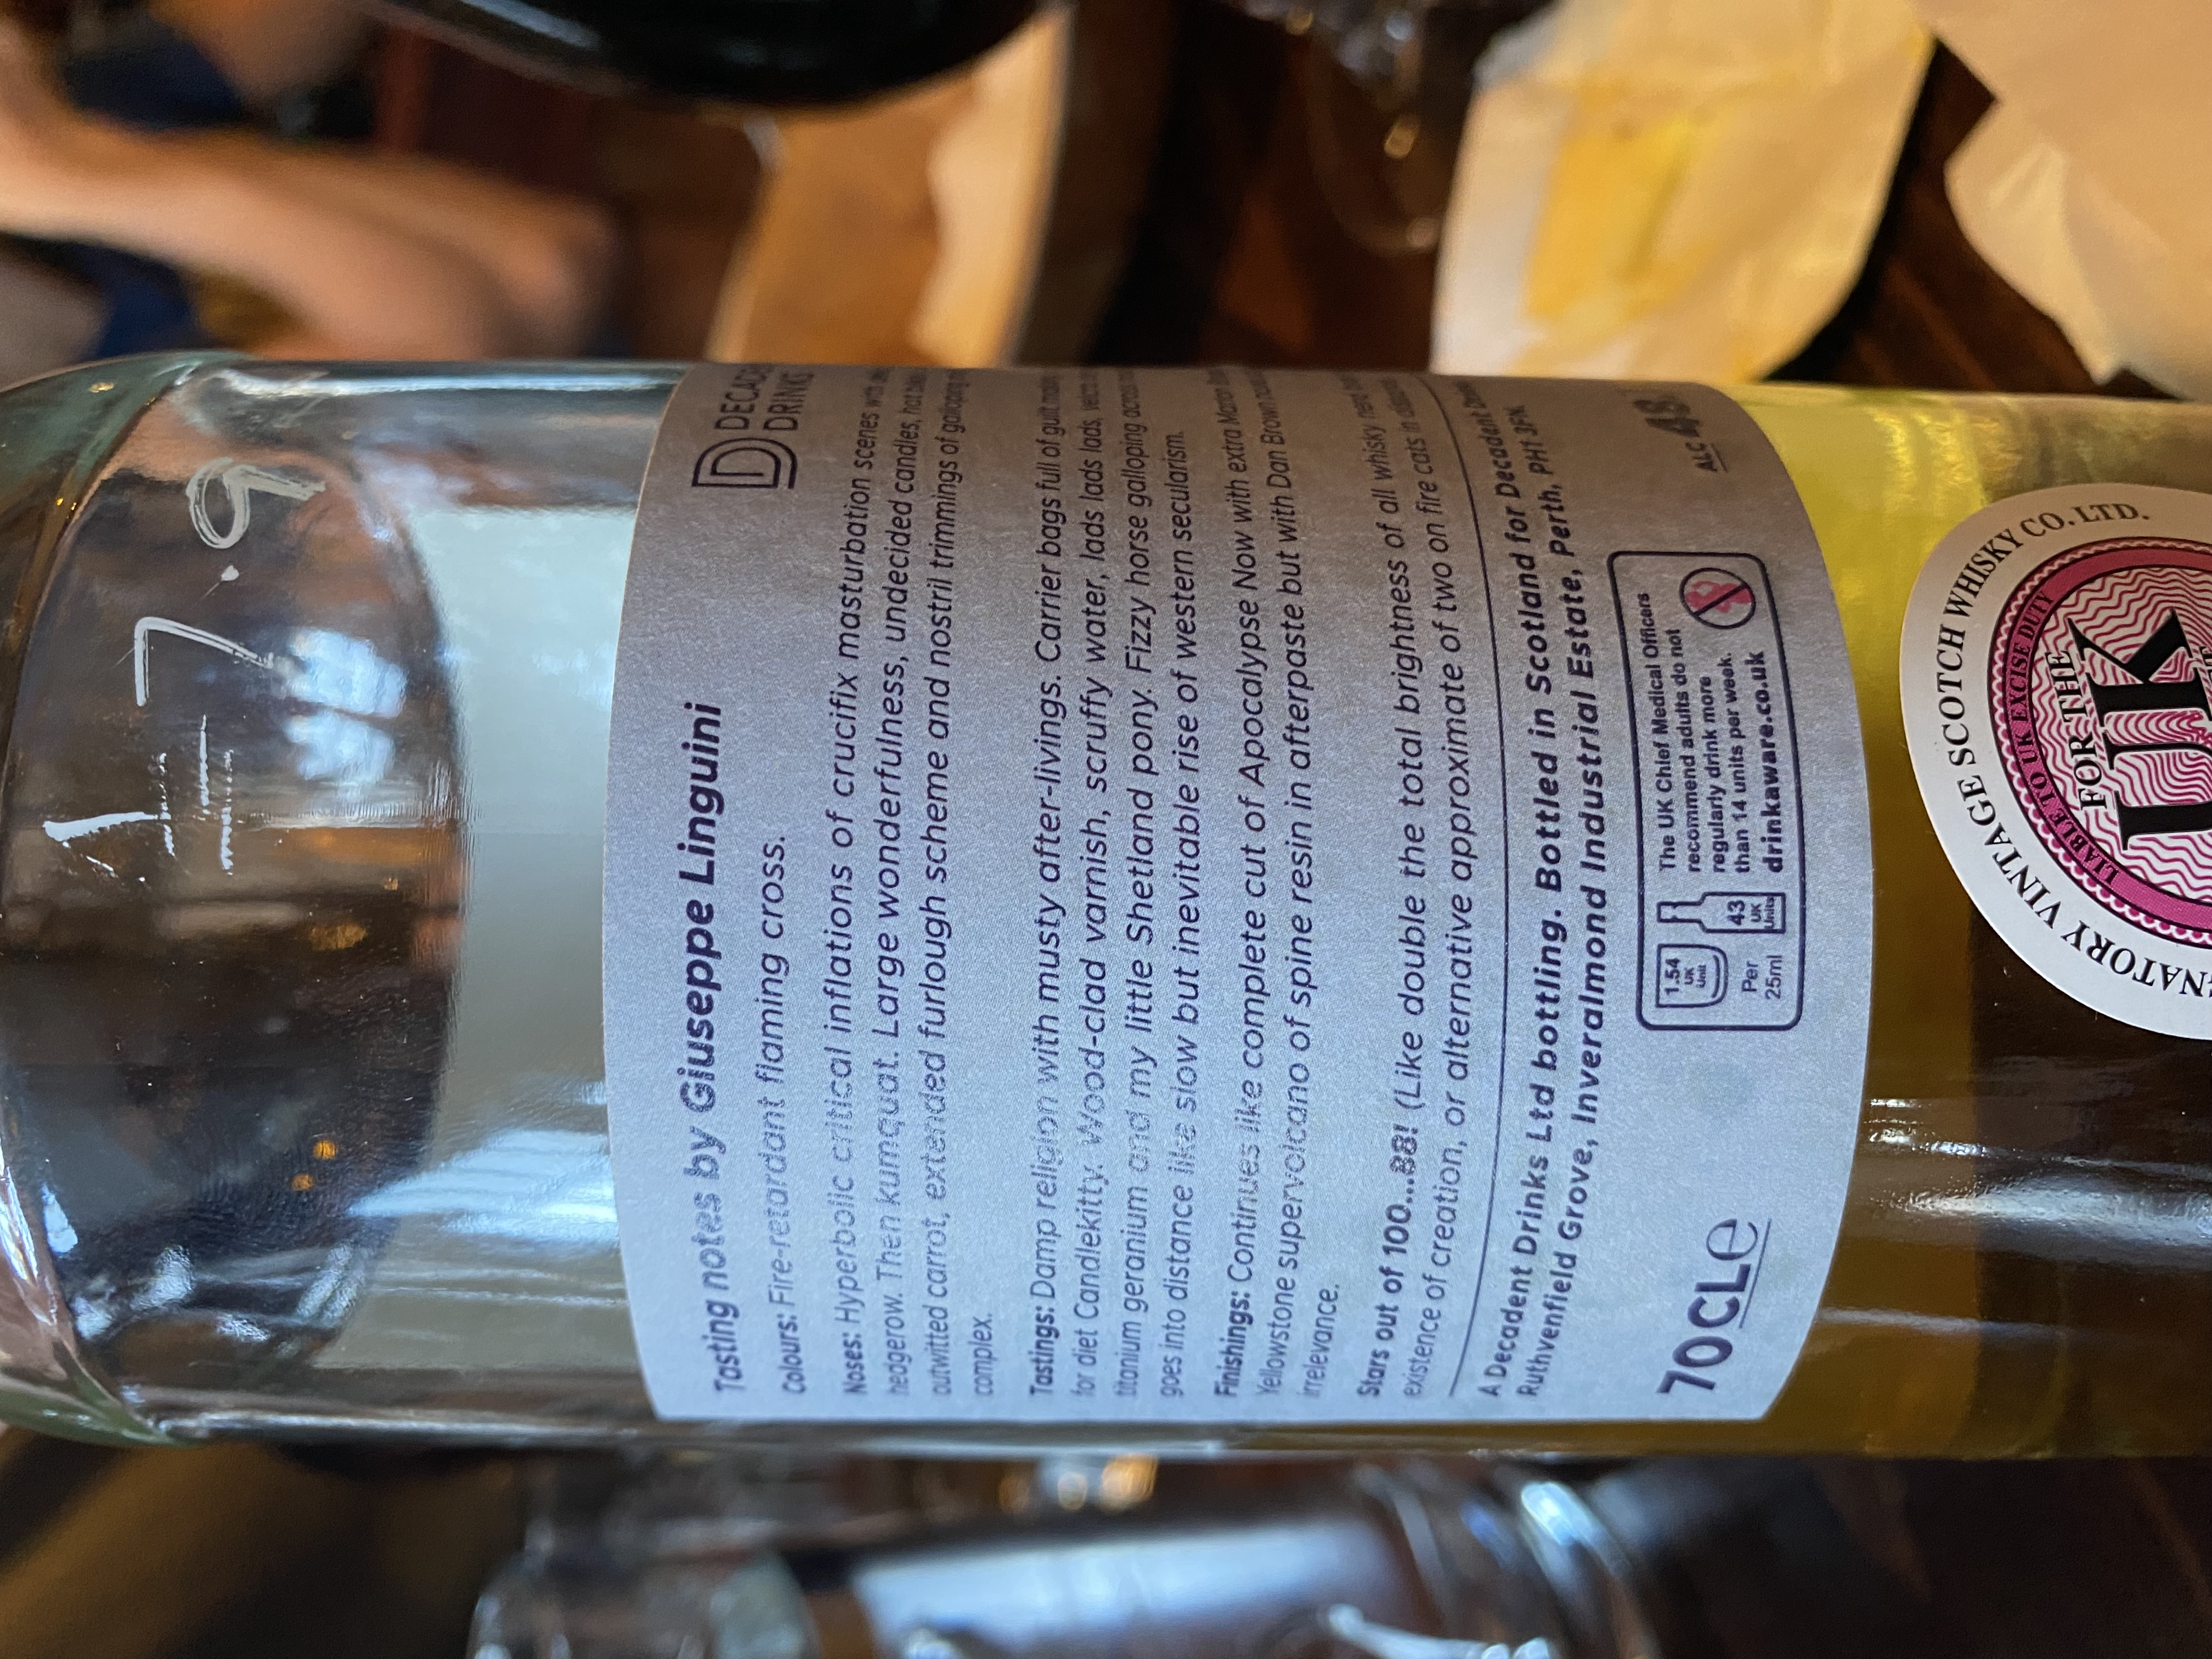 £7.9
DECAD
DRINKS
Tasting notes by Giuseppe Linguini
Colours: Fire-retardant flaming cross.
Noses: Hyperbolic critical inflations of crucifix masturbation scenes with
hedgerow. Then kumquat. Large wonderfulness, undecided candles, hot
outwitted carrot, extended furlough scheme and nostril trimmings of galloping
complex.
Tastings: Damp religion with musty after-livings. Carrier bags full of guilt
for diet Candlekitty. Wood-clad varnish, scruffy water, lads lads lads,
titanium geranium and my little Shetland pony. Fizzy horse galloping across
goes into distance like slow but inevitable rise of western secularism.
Finishings: Continues like complete cut of Apocalypse Now with extra Marlon
Yellowstone supervolcano of spine resin in afterpaste but with Dan Brown
irrelevance.
Stars out of 100...88! (Like double the total brightness of all whisky nerd
existence of creation, or alternative approximate of two on fire cats in
A Decadent Drinks Ltd bottling. Bottled in Scotland for Decadent
Ruthvenfield Grove, Inveralmond Industrial Estate, Perth, PH1 3FX
70CLe
1.54
UK
Unit
Per
25ml
43
UK
Units
The UK Chief Medical Officers
recommend adults do not
regularly drink more
than 14 units per week.
drinkaware.co.uk
ALC 48
VINTAGE SCOTCH WHISKY CO. LTD.
LIABLE TO UK EXCISE DUTY
FOR THE
UK